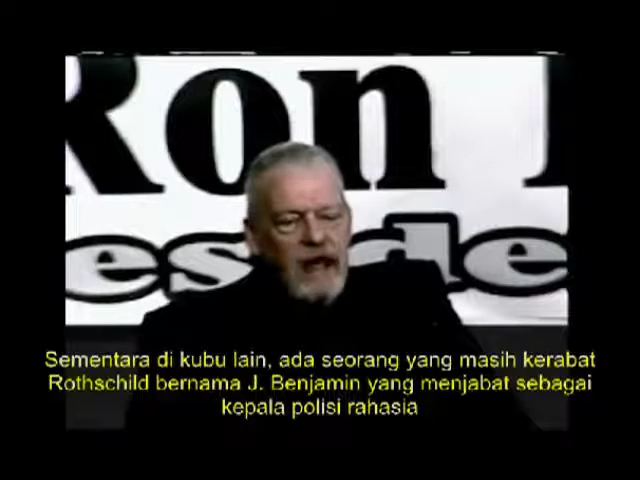 Ron
eside
Sementara di kubu lain, ada seorang yang masih kerabat
Rothschild bernama J. Benjamin yang menjabat sebagai
kepala polisi rahasia